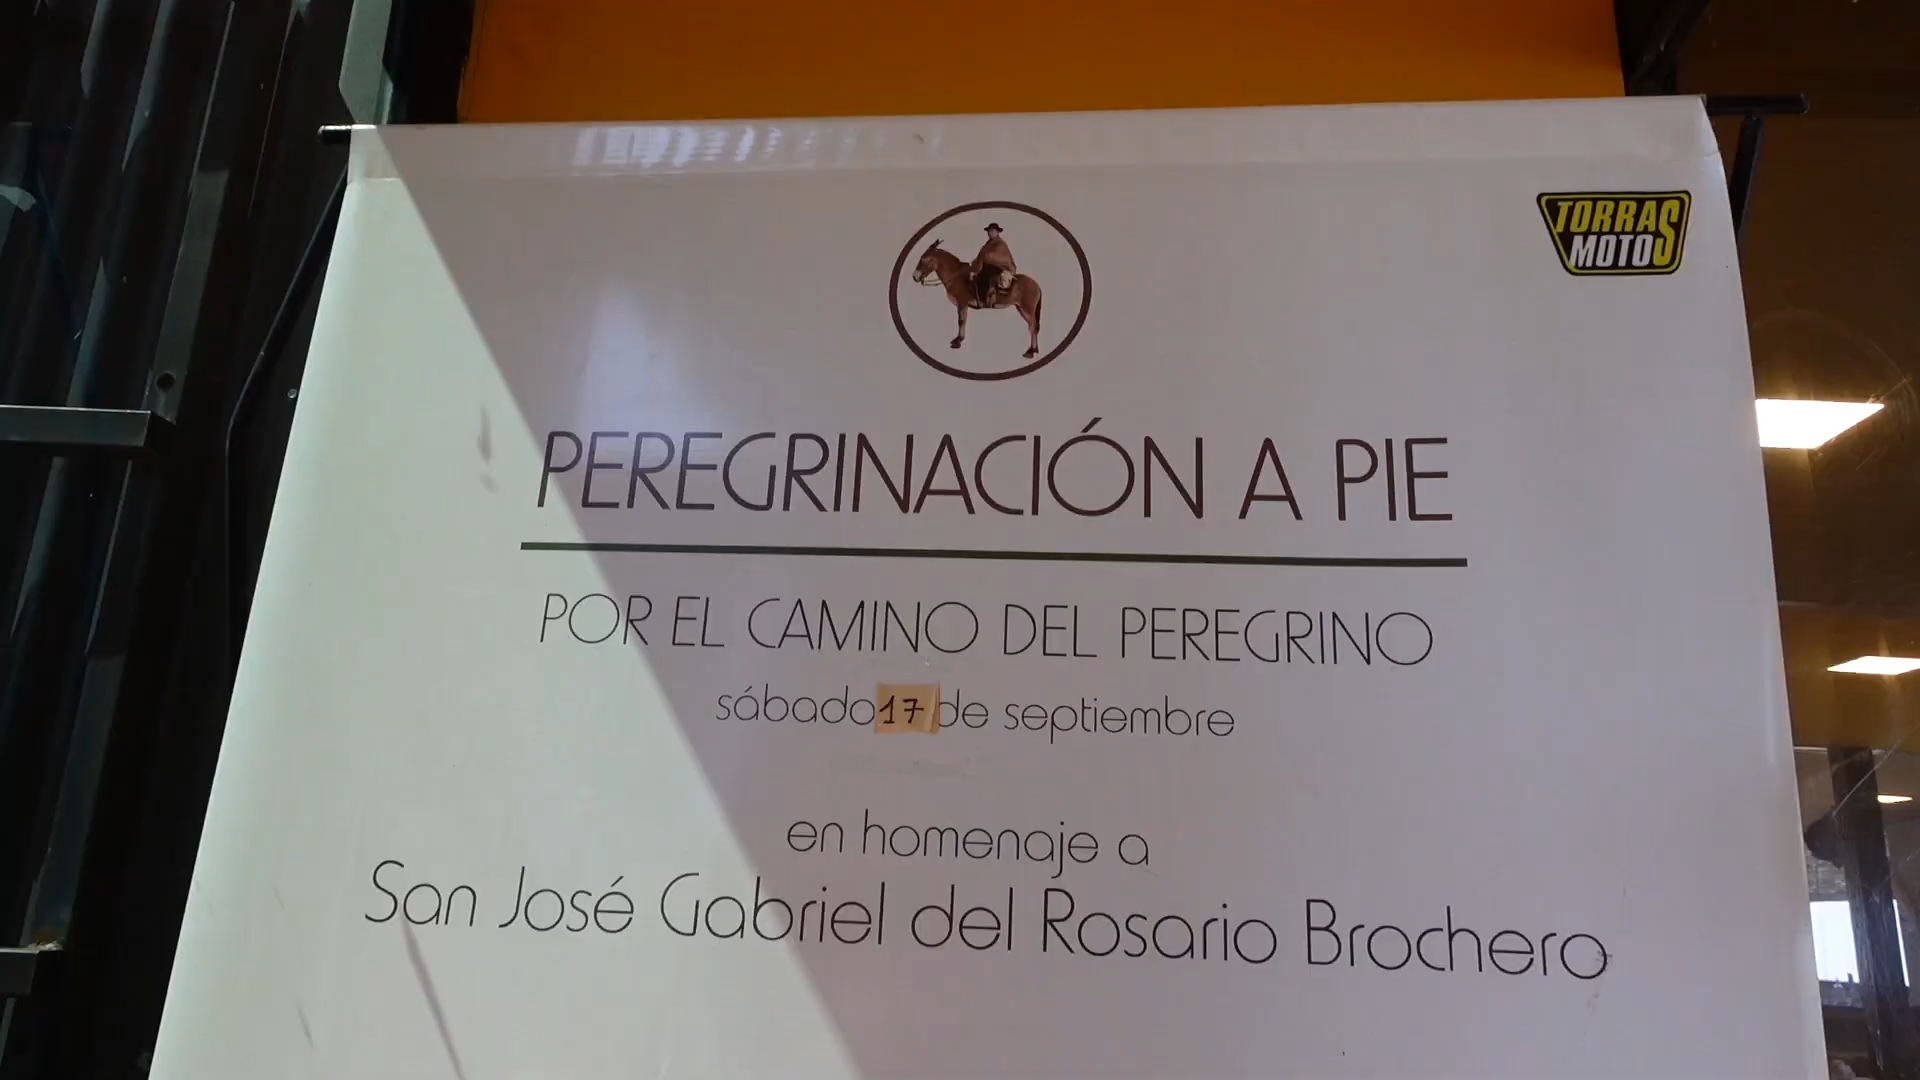 TORRAS
MOTOS
PEREGRINACIÓN A PIE
POR EL CAMINO DEL PEREGRINO
sábado 17 de septiembre
en homenaje a
San José Gabriel del Rosario Brochero